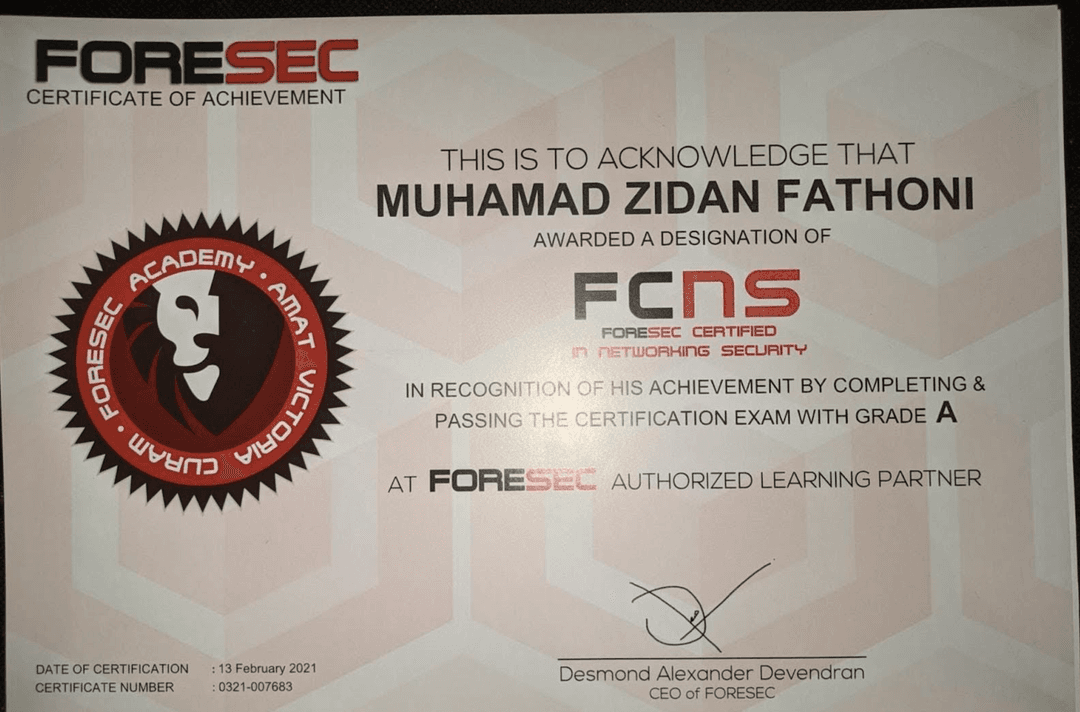 FORESEC
CERTIFICATE OF ACHIEVEMENT
THIS IS TO ACKNOWLEDGE THAT
MUHAMAD ZIDAN FATHONI
AWARDED A DESIGNATION OF
FCNS
FORESEC CERTIFIED
IN NETWORKING SECURITY
FORESEC ACADEMY · AMAT VICTORIA CURAM ·
IN RECOGNITION OF HIS ACHIEVEMENT BY COMPLETING &
PASSING THE CERTIFICATION EXAM WITH GRADE A
AT FORESEC AUTHORIZED LEARNING PARTNER
Desmond Alexander Devendran
CEO of FORESEC
DATE OF CERTIFICATION : 13 February 2021
CERTIFICATE NUMBER : 0321-007683